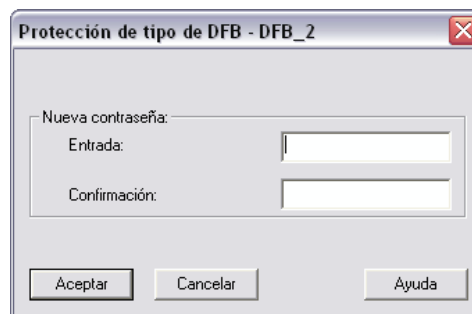 Protección de tipo de DFB - DFB_2
Nueva contraseña:
Entrada:
Confirmación:
Aceptar Cancelar Ayuda